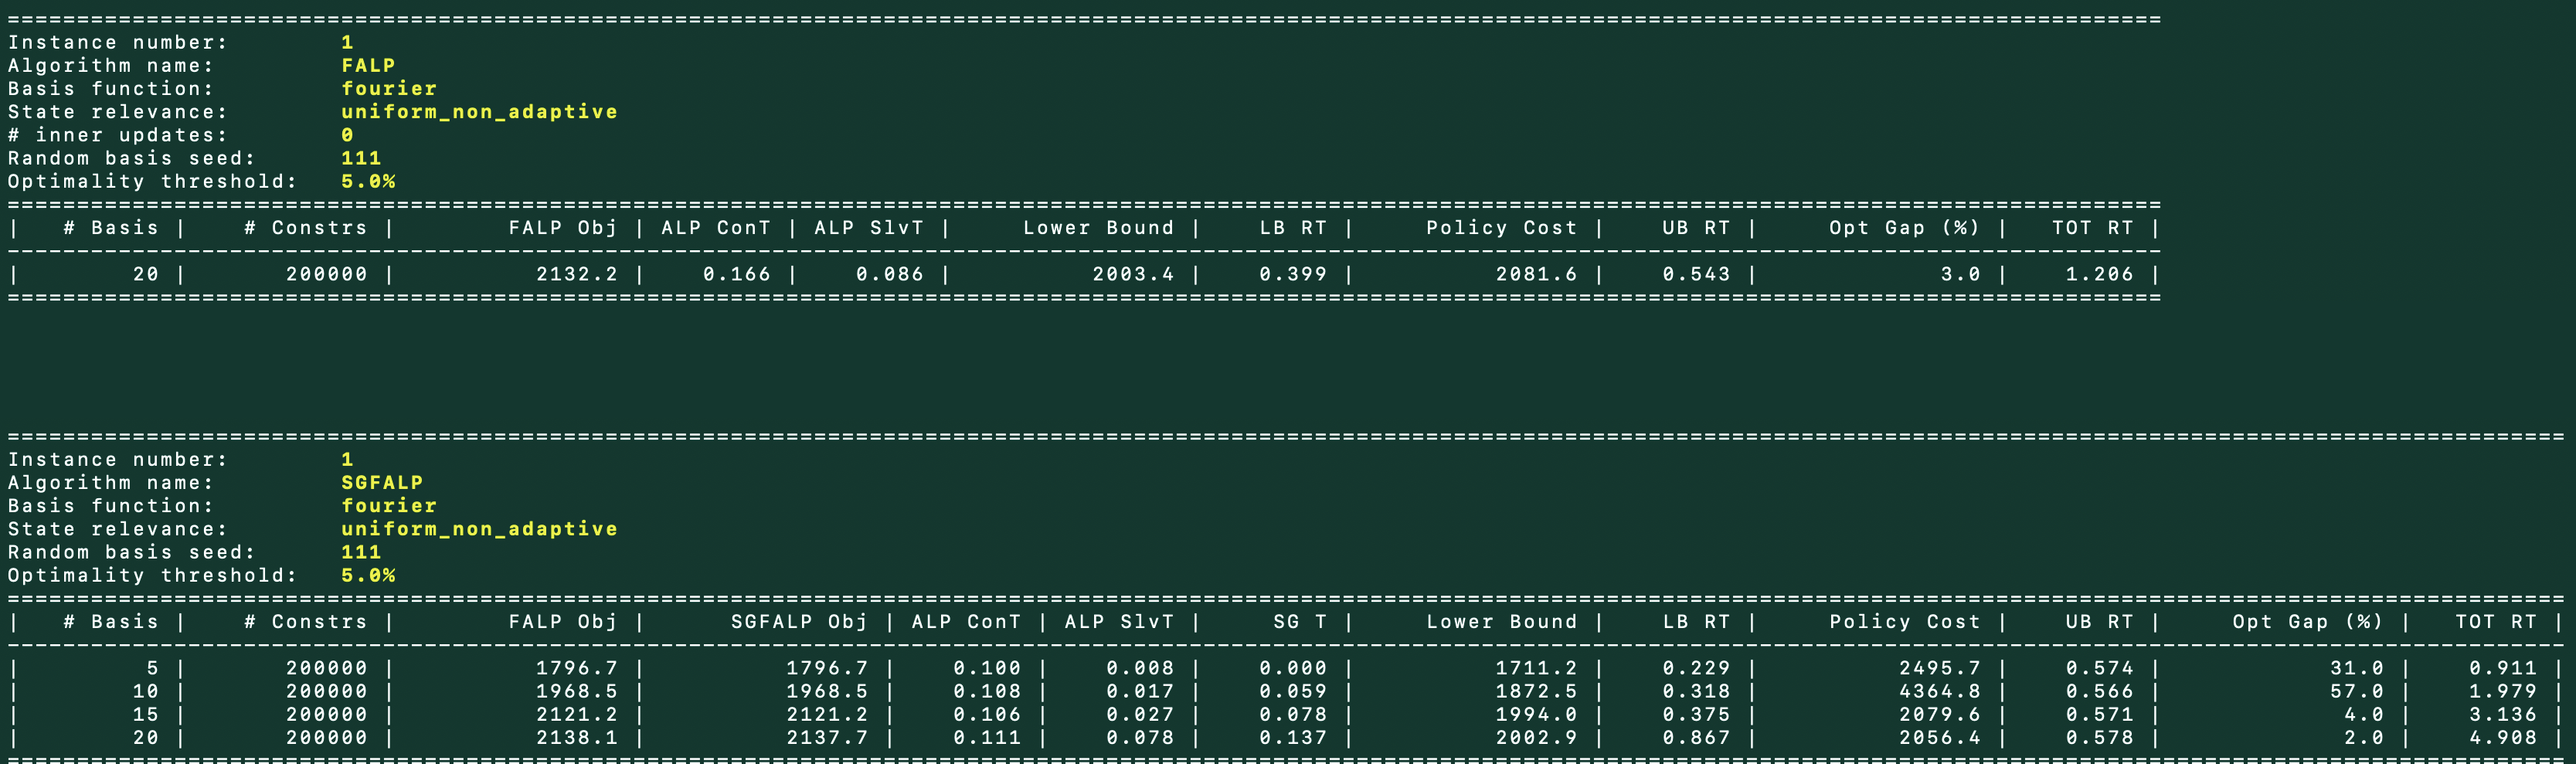 Instance number: 1
Algorithm name: FALP
Basis function: fourier
State relevance: uniform_non_adaptive
# inner updates: 0
Random basis seed: 111
Optimality threshold: 5.0%
| # Basis | # Constrs | FALP Obj | ALP ConT | ALP SlvT | Lower Bound | LB RT | Policy Cost | UB RT | Opt Gap (%) | TOT RT |
| 20 | 200000 | 2132.2 | 0.166 | 0.086 | 2003.4 | 0.399 | 2081.6 | 0.543 | 3.0 | 1.206 |
Instance number: 1
Algorithm name: SGFALP
Basis function: fourier
State relevance: uniform_non_adaptive
Random basis seed: 111
Optimality threshold: 5.0%
| # Basis | # Constrs | FALP Obj | SGFALP Obj | ALP ConT | ALP SlvT | SG T | Lower Bound | LB RT | Policy Cost | UB RT | Opt Gap (%) | TOT RT |
| 5 | 200000 | 1796.7 | 1796.7 | 0.100 | 0.008 | 0.000 | 1711.2 | 0.229 | 2495.7 | 0.574 | 31.0 | 0.911 |
| 10 | 200000 | 1968.5 | 1968.5 | 0.108 | 0.017 | 0.059 | 1872.5 | 0.318 | 4364.8 | 0.566 | 57.0 | 1.979 |
| 15 | 200000 | 2121.2 | 2121.2 | 0.106 | 0.027 | 0.078 | 1994.0 | 0.375 | 2079.6 | 0.571 | 4.0 | 3.136 |
| 20 | 200000 | 2138.1 | 2137.7 | 0.111 | 0.078 | 0.137 | 2002.9 | 0.867 | 2056.4 | 0.578 | 2.0 | 4.908 |